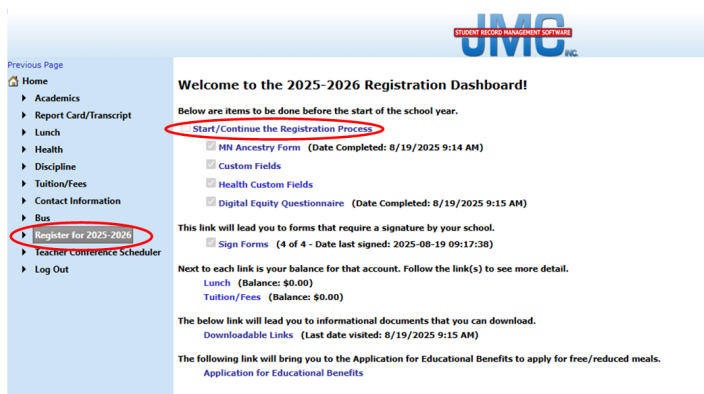 STUDENT RECORD MANAGEMENT SOFTWARE
JMC
INC.
Previous Page
Home
Academics
Report Card/Transcript
Lunch
Health
Discipline
Tuition/Fees
Contact Information
Bus
Register for 2025-2026
Teacher Conference Scheduler
Log Out
Welcome to the 2025-2026 Registration Dashboard!
Below are items to be done before the start of the school year.
Start/Continue the Registration Process
MN Ancestry Form (Date Completed: 8/19/2025 9:14 AM)
Custom Fields
Health Custom Fields
Digital Equity Questionnaire (Date Completed: 8/19/2025 9:15 AM)
This link will lead you to forms that require a signature by your school.
Sign Forms (4 of 4 - Date last signed: 2025-08-19 09:17:38)
Next to each link is your balance for that account. Follow the link(s) to see more detail.
Lunch (Balance: $0.00)
Tuition/Fees (Balance: $0.00)
The below link will lead you to informational documents that you can download.
Downloadable Links (Last date visited: 8/19/2025 9:15 AM)
The following link will bring you to the Application for Educational Benefits to apply for free/reduced meals.
Application for Educational Benefits